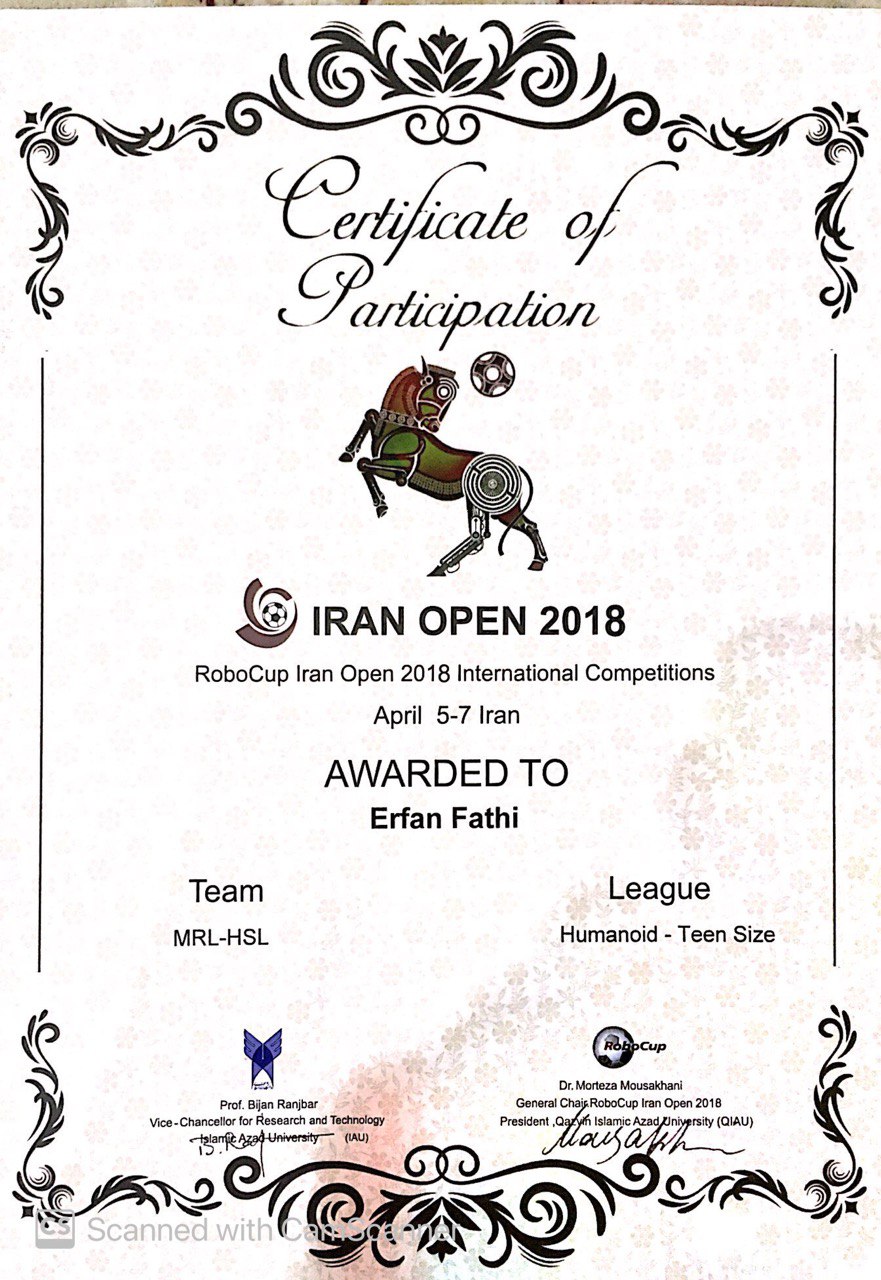 Certificate of
Participation
IRAN OPEN 2018
RoboCup Iran Open 2018 International Competitions
April 5-7 Iran
AWARDED TO
Erfan Fathi
Team
MRL-HSL
League
Humanoid - Teen Size
Prof. Bijan Ranjbar
Vice-Chancellor for Research and Technology
Islamic Azad University (IAU)
B. Raj
RoboCup
Dr. Morteza Mousakhani
General Chair RoboCup Iran Open 2018
President ,Qazvin Islamic Azad University (QIAU)
Mousakhani
CS Scanned with CamScanner